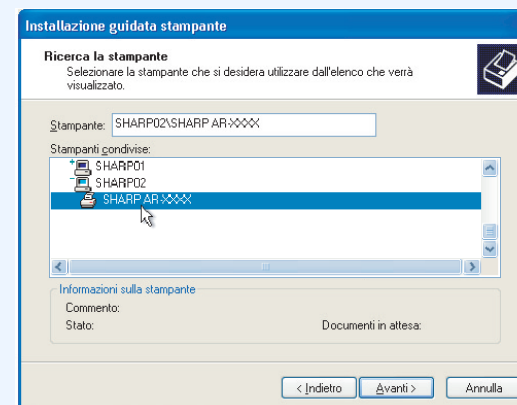 Installazione guidata stampante
Ricerca la stampante
Selezionare la stampante che si desidera utilizzare dall'elenco che verrà
visualizzato.
Stampante: SHARP02\SHARP AR-XXXX
Stampanti condivise:
SHARP01
SHARP02
SHARP AR-XXXX
Informazioni sulla stampante
Commento:
Stato: Documenti in attesa:
< Indietro Avanti > Annulla